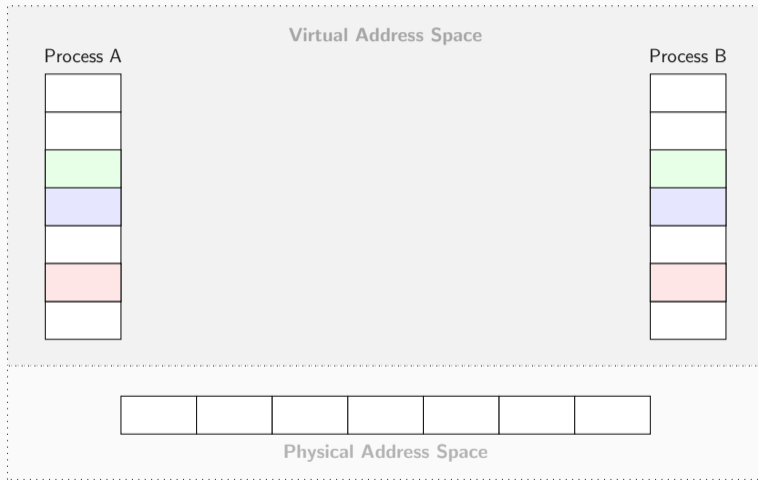 Virtual Address Space
Process A
Process B
Physical Address Space